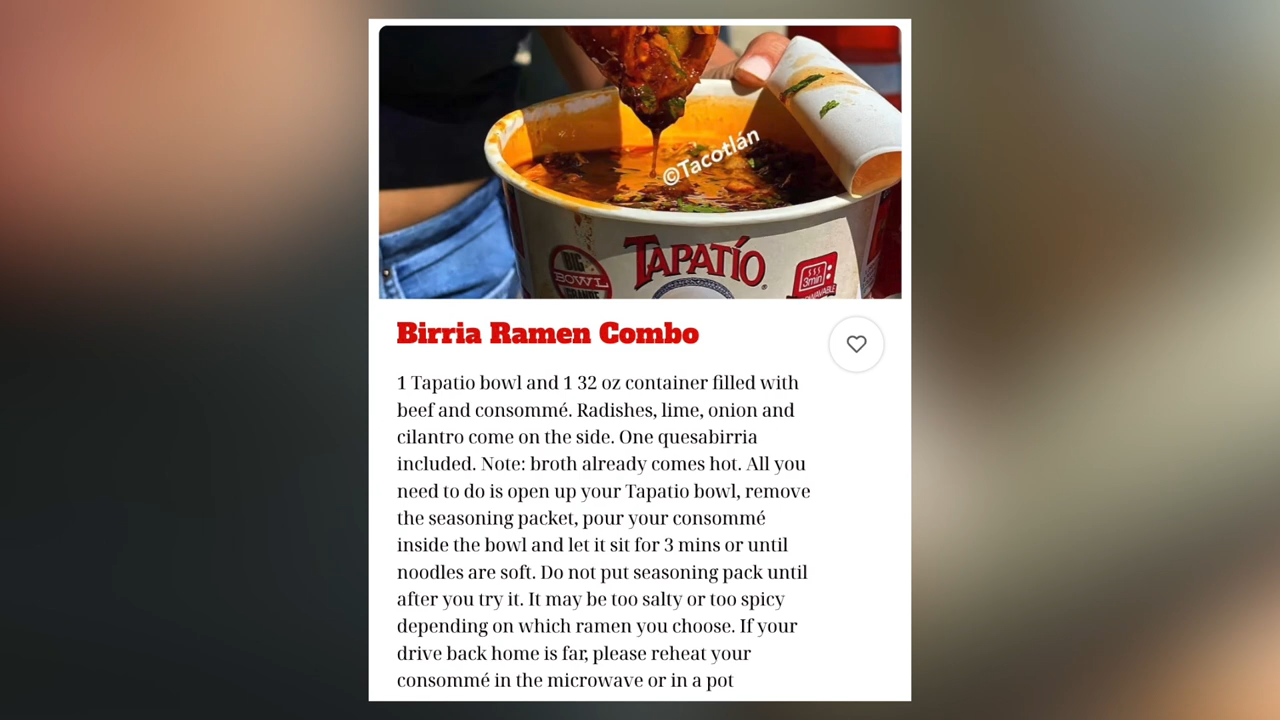 ©Tacotlán
TAPATÍO
BIG
BOWL
GRANDE
3min
Birria Ramen Combo
1 Tapatio bowl and 1 32 oz container filled with
beef and consommé. Radishes, lime, onion and
cilantro come on the side. One quesabirria
included. Note: broth already comes hot. All you
need to do is open up your Tapatio bowl, remove
the seasoning packet, pour your consommé
inside the bowl and let it sit for 3 mins or until
noodles are soft. Do not put seasoning pack until
after you try it. It may be too salty or too spicy
depending on which ramen you choose. If your
drive back home is far, please reheat your
consommé in the microwave or in a pot